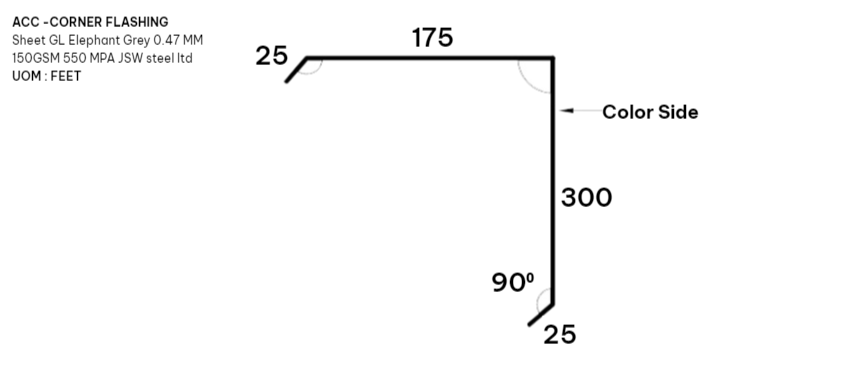 ACC -CORNER FLASHING
Sheet GL Elephant Grey 0.47 MM
150GSM 550 MPA JSW steel ltd
UOM : FEET
175
25
Color Side
300
90⁰
25